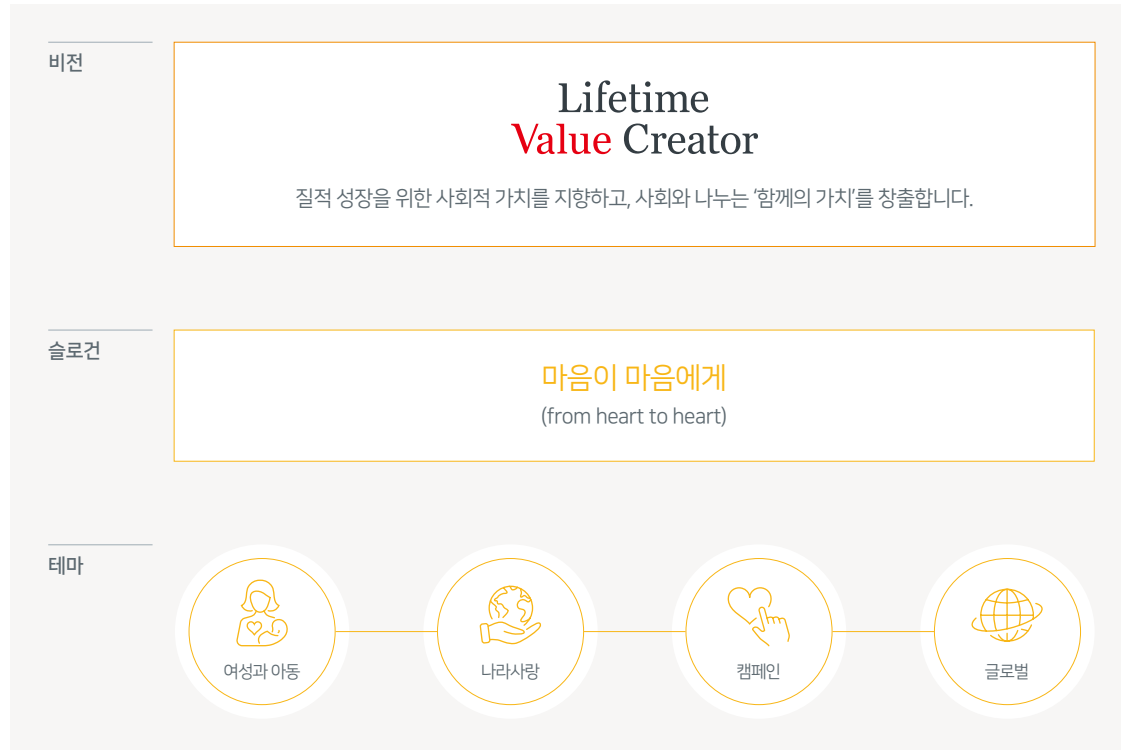 비전
Lifetime
Value Creator
질적 성장을 위한 사회적 가치를 지향하고, 사회와 나누는 ‘함께의 가치’를 창출합니다.
슬로건
마음이 마음에게
(from heart to heart)
테마
여성과 아동
나라사랑
캠페인
글로벌